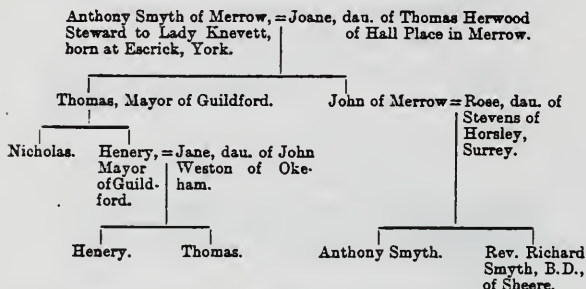 Anthony Smyth of Merrow, = Joane, dau. of Thomas Herwood
Steward to Lady Knevett, of Hall Place in Merrow.
born at Escrick, York.
Thomas, Mayor of Guildford. John of Merrow = Rose, dau. of
Stevens of
Horsley,
Surrey.
Nicholas. Henery, = Jane, dau. of John
Mayor Weston of Oke-
of Guild- ham.
ford.
Henery. Thomas. Anthony Smyth. Rev. Richard
Smyth, B.D.,
of Sheere.